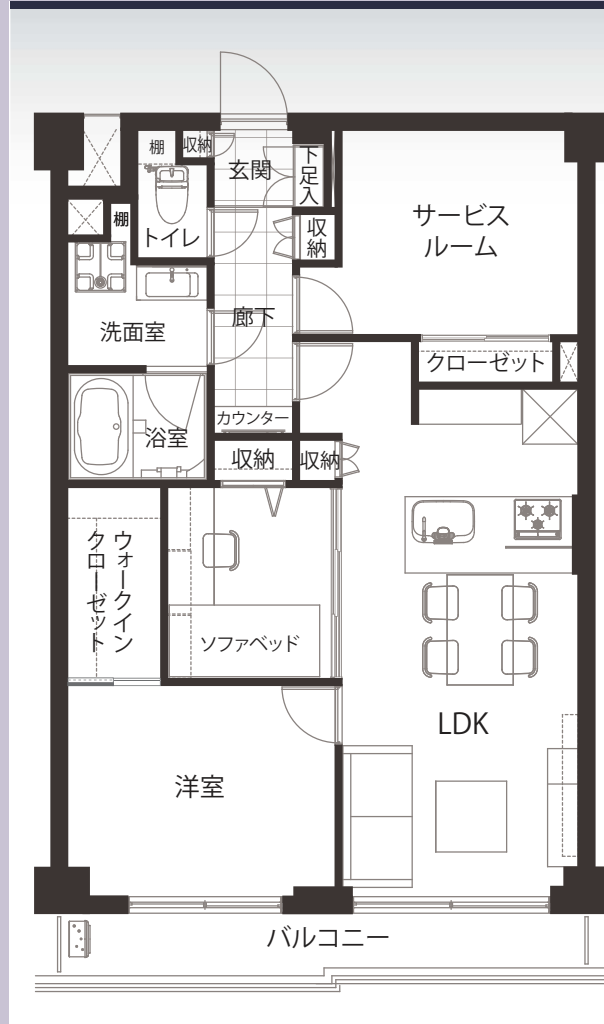 棚
収納
玄関
下足入
トイレ
収納
サービス
ルーム
棚
洗面室
廊下
クローゼット
カウンター
浴室
収納
収納
ウォークイン
クローゼット
ソファベッド
LDK
洋室
バルコニー